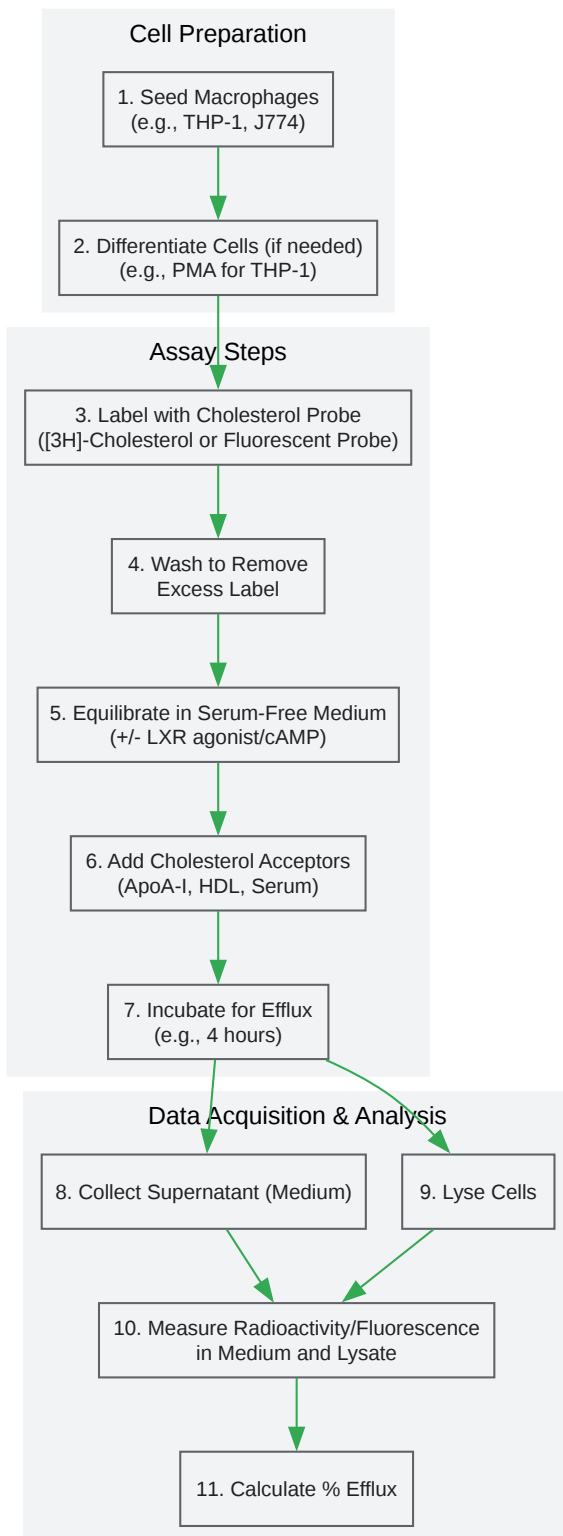 Cell Preparation
1. Seed Macrophages
(e.g., THP-1, J774)
2. Differentiate Cells (if needed)
(e.g., PMA for THP-1)
Assay Steps
3. Label with Cholesterol Probe
([3H]-Cholesterol or Fluorescent Probe)
4. Wash to Remove
Excess Label
5. Equilibrate in Serum-Free Medium
(+/- LXR agonist/cAMP)
6. Add Cholesterol Acceptors
(ApoA-I, HDL, Serum)
7. Incubate for Efflux
(e.g., 4 hours)
Data Acquisition & Analysis
8. Collect Supernatant (Medium)
9. Lyse Cells
10. Measure Radioactivity/Fluorescence
in Medium and Lysate
11. Calculate % Efflux